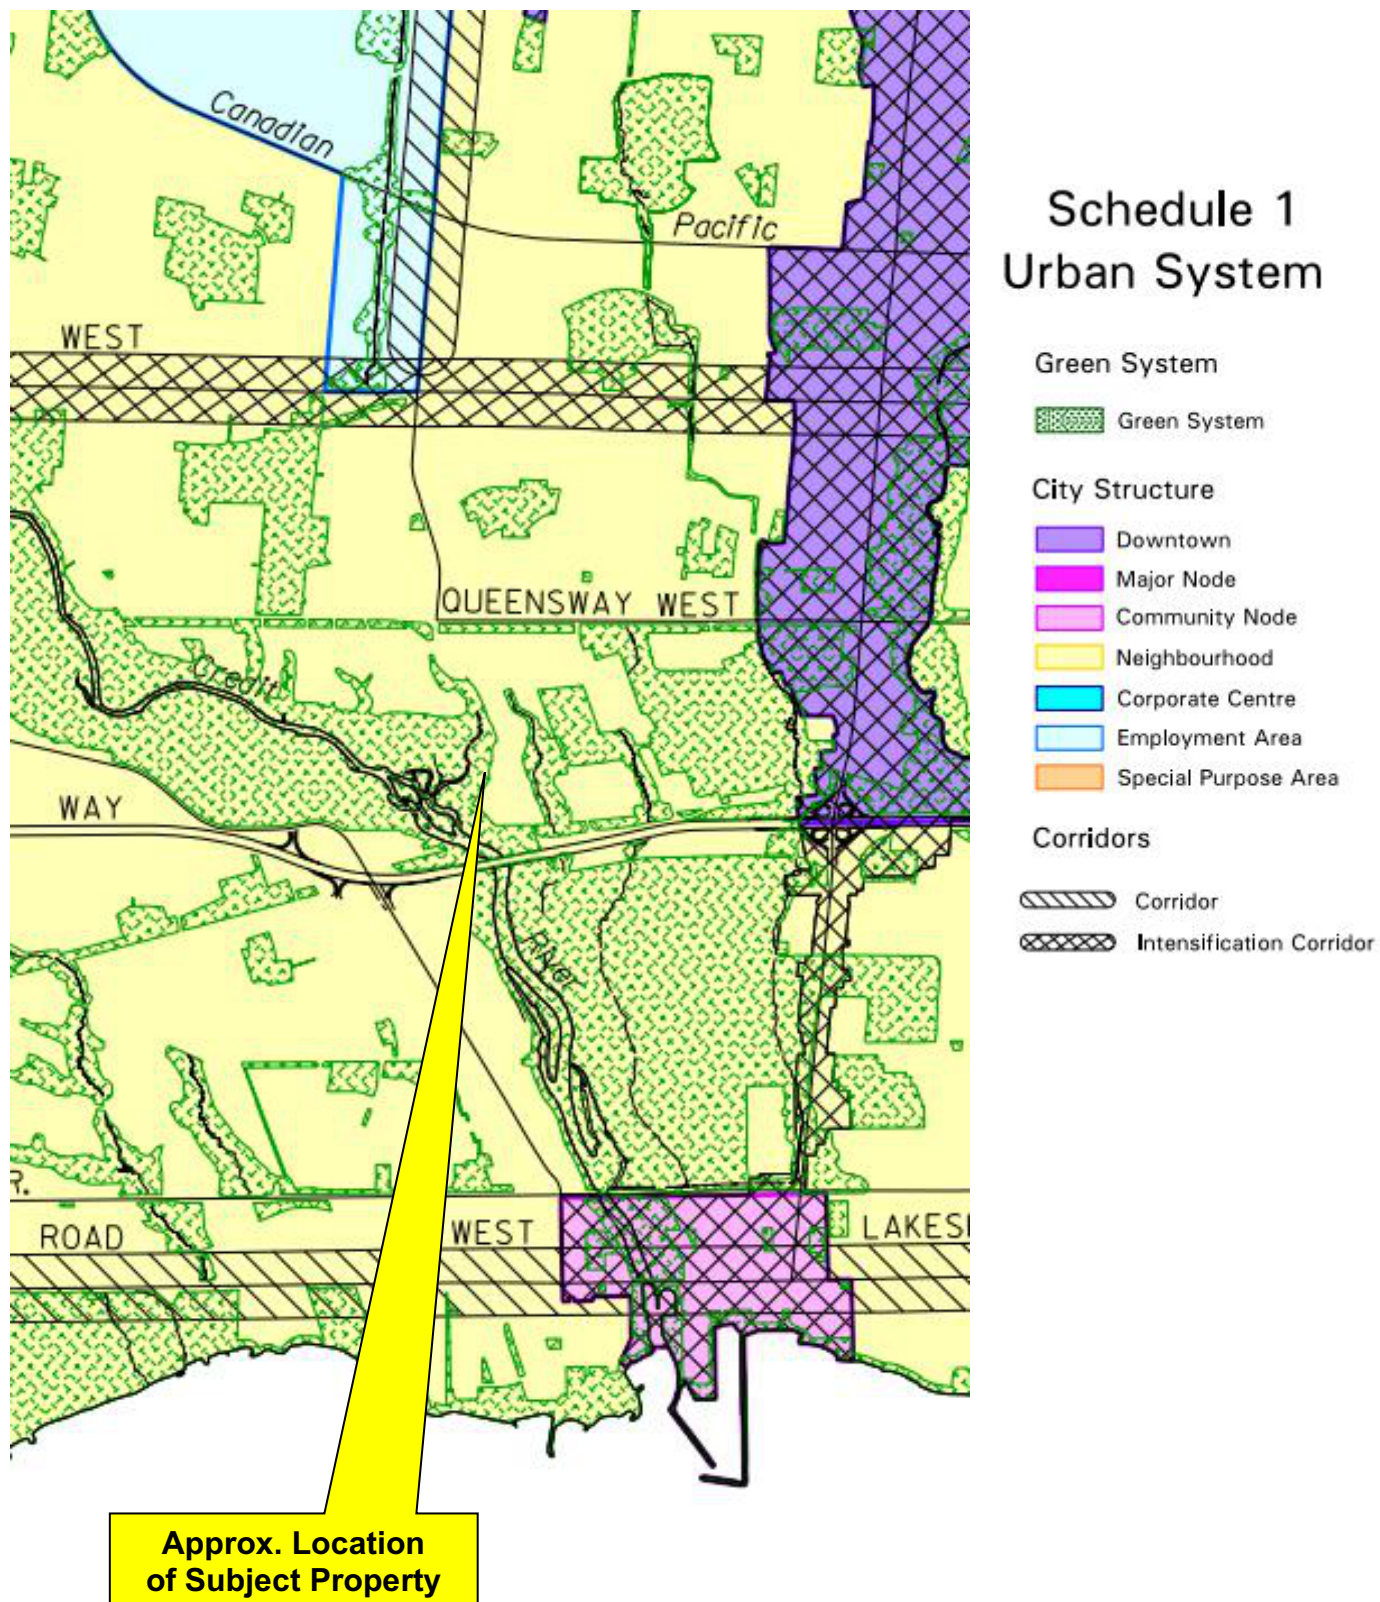 Canadian
Pacific
WEST
QUEENSWAY WEST
Credit
WAY
River
R.
ROAD
WEST
LAKES
Approx. Location
of Subject Property
Schedule 1
Urban System
Green System
Green System
City Structure
Downtown
Major Node
Community Node
Neighbourhood
Corporate Centre
Employment Area
Special Purpose Area
Corridors
Corridor
Intensification Corridor